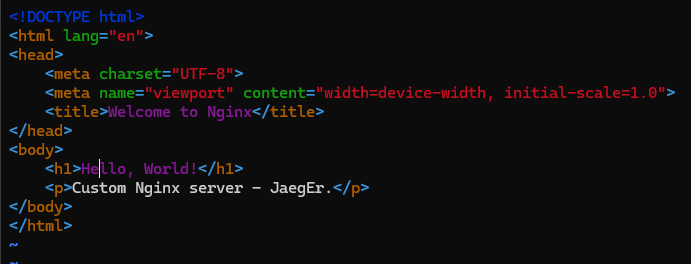 <!DOCTYPE html>
<html lang="en">
<head>
    <meta charset="UTF-8">
    <meta name="viewport" content="width=device-width, initial-scale=1.0">
    <title>Welcome to Nginx</title>
</head>
<body>
    <h1>Hello, World!</h1>
    <p>Custom Nginx server - JaegEr.</p>
</body>
</html>
~
~